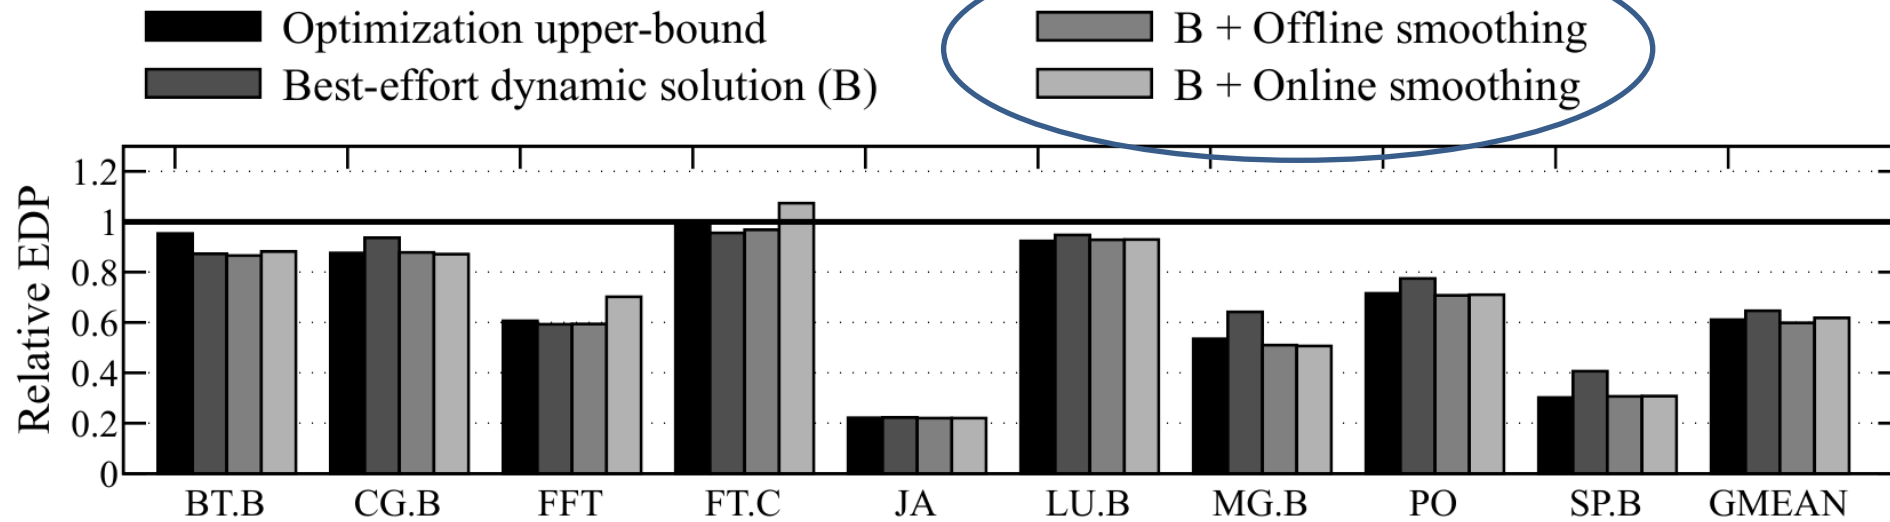 Optimization upper-bound
B + Offline smoothing
Best-effort dynamic solution (B)
B + Online smoothing
Relative EDP
1.2
1
0.8
0.6
0.4
0.2
0
BT.B CG.B FFT FT.C JA LU.B MG.B PO SP.B GMEAN